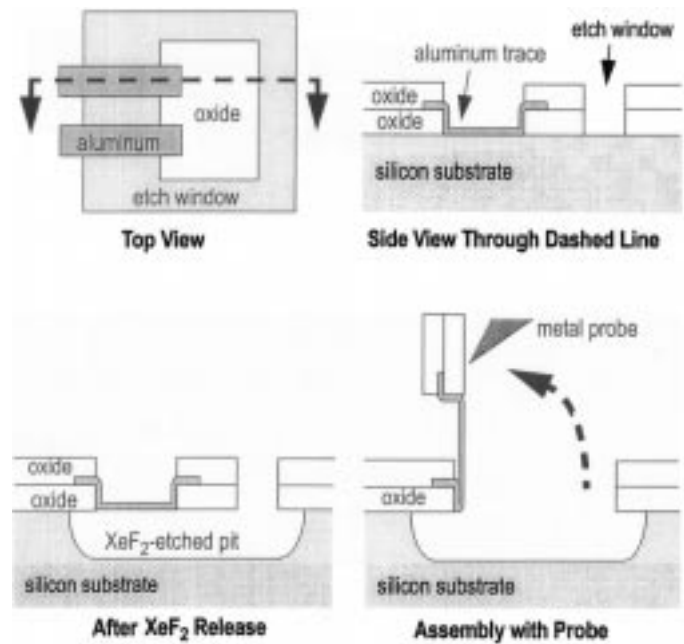 oxide
aluminum
etch window
Top View
etch window
aluminum trace
oxide
oxide
silicon substrate
Side View Through Dashed Line
oxide
oxide
XeF2-etched pit
silicon substrate
After XeF2 Release
metal probe
oxide
silicon substrate
Assembly with Probe